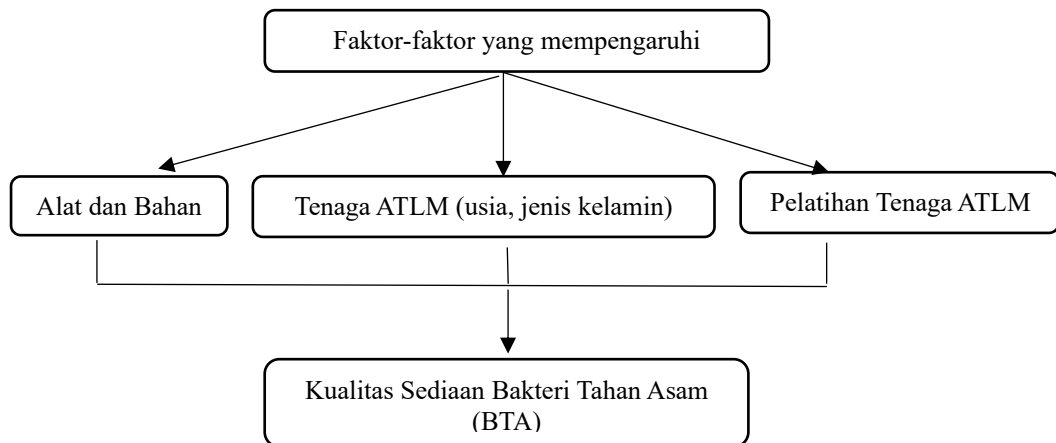 Faktor-faktor yang mempengaruhi
Alat dan Bahan
Tenaga ATLM (usia, jenis kelamin)
Pelatihan Tenaga ATLM
Kualitas Sediaan Bakteri Tahan Asam
(BTA)